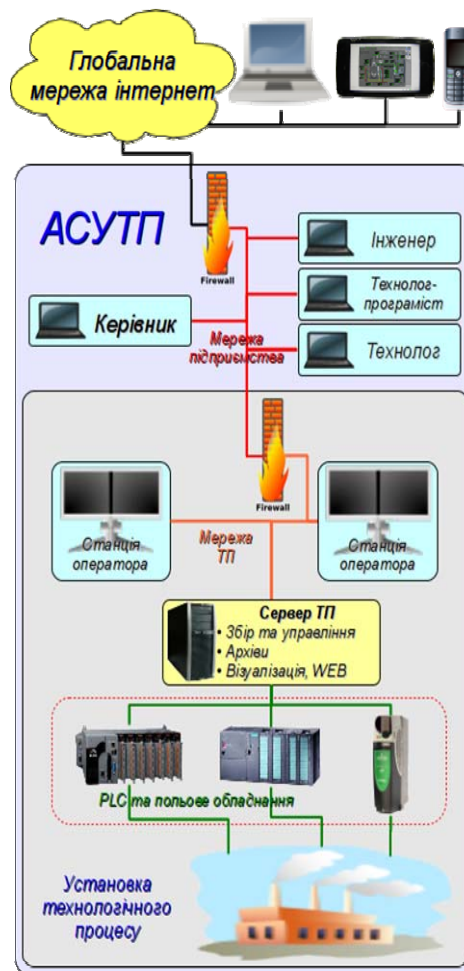 Глобальна
мережа інтернет
АСУТП
Firewall
Інженер
Технолог-
програміст
Керівник
Мережа
підприємства
Технолог
Firewall
Станція
оператора
Мережа
ТП
Станція
оператора
Сервер ТП
• Збір та управління
• Архіви
• Візуалізація, WEB
PLC та польове обладнання
Установка
технологічного
процесу